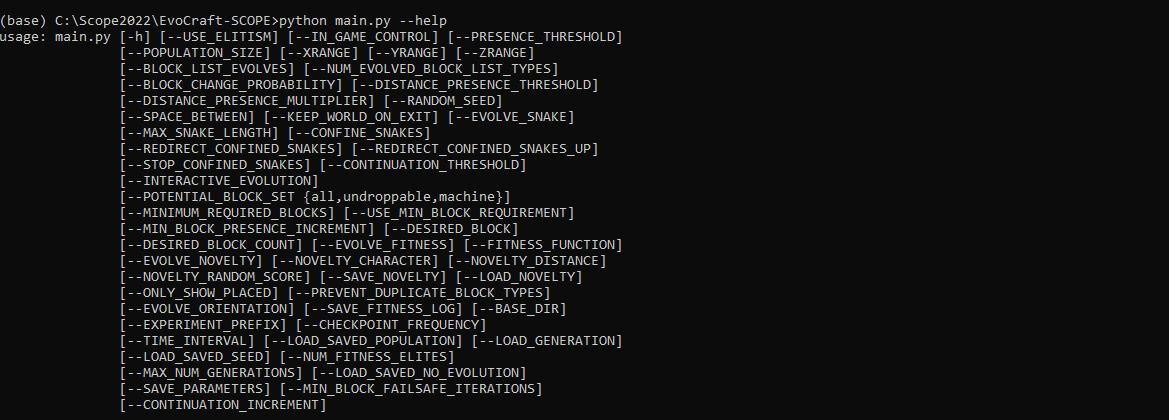 (base) C:\Scope2022\EvoCraft-SCOPE>python main.py --help
usage: main.py [-h] [--USE_ELITISM] [--IN_GAME_CONTROL] [--PRESENCE_THRESHOLD]
[--POPULATION_SIZE] [--XRANGE] [--YRANGE] [--ZRANGE]
[--BLOCK_LIST_EVOLVES] [--NUM_EVOLVED_BLOCK_LIST_TYPES]
[--BLOCK_CHANGE_PROBABILITY] [--DISTANCE_PRESENCE_THRESHOLD]
[--DISTANCE_PRESENCE_MULTIPLIER] [--RANDOM_SEED]
[--SPACE_BETWEEN] [--KEEP_WORLD_ON_EXIT] [--EVOLVE_SNAKE]
[--MAX_SNAKE_LENGTH] [--CONFINE_SNAKES]
[--REDIRECT_CONFINED_SNAKES] [--REDIRECT_CONFINED_SNAKES_UP]
[--STOP_CONFINED_SNAKES] [--CONTINUATION_THRESHOLD]
[--INTERACTIVE_EVOLUTION]
[--POTENTIAL_BLOCK_SET {all,undroppable,machine}]
[--MINIMUM_REQUIRED_BLOCKS] [--USE_MIN_BLOCK_REQUIREMENT]
[--MIN_BLOCK_PRESENCE_INCREMENT] [--DESIRED_BLOCK]
[--DESIRED_BLOCK_COUNT] [--EVOLVE_FITNESS] [--FITNESS_FUNCTION]
[--EVOLVE_NOVELTY] [--NOVELTY_CHARACTER] [--NOVELTY_DISTANCE]
[--NOVELTY_RANDOM_SCORE] [--SAVE_NOVELTY] [--LOAD_NOVELTY]
[--ONLY_SHOW_PLACED] [--PREVENT_DUPLICATE_BLOCK_TYPES]
[--EVOLVE_ORIENTATION] [--SAVE_FITNESS_LOG] [--BASE_DIR]
[--EXPERIMENT_PREFIX] [--CHECKPOINT_FREQUENCY]
[--TIME_INTERVAL] [--LOAD_SAVED_POPULATION] [--LOAD_GENERATION]
[--LOAD_SAVED_SEED] [--NUM_FITNESS_ELITES]
[--MAX_NUM_GENERATIONS] [--LOAD_SAVED_NO_EVOLUTION]
[--SAVE_PARAMETERS] [--MIN_BLOCK_FAILSAFE_ITERATIONS]
[--CONTINUATION_INCREMENT]